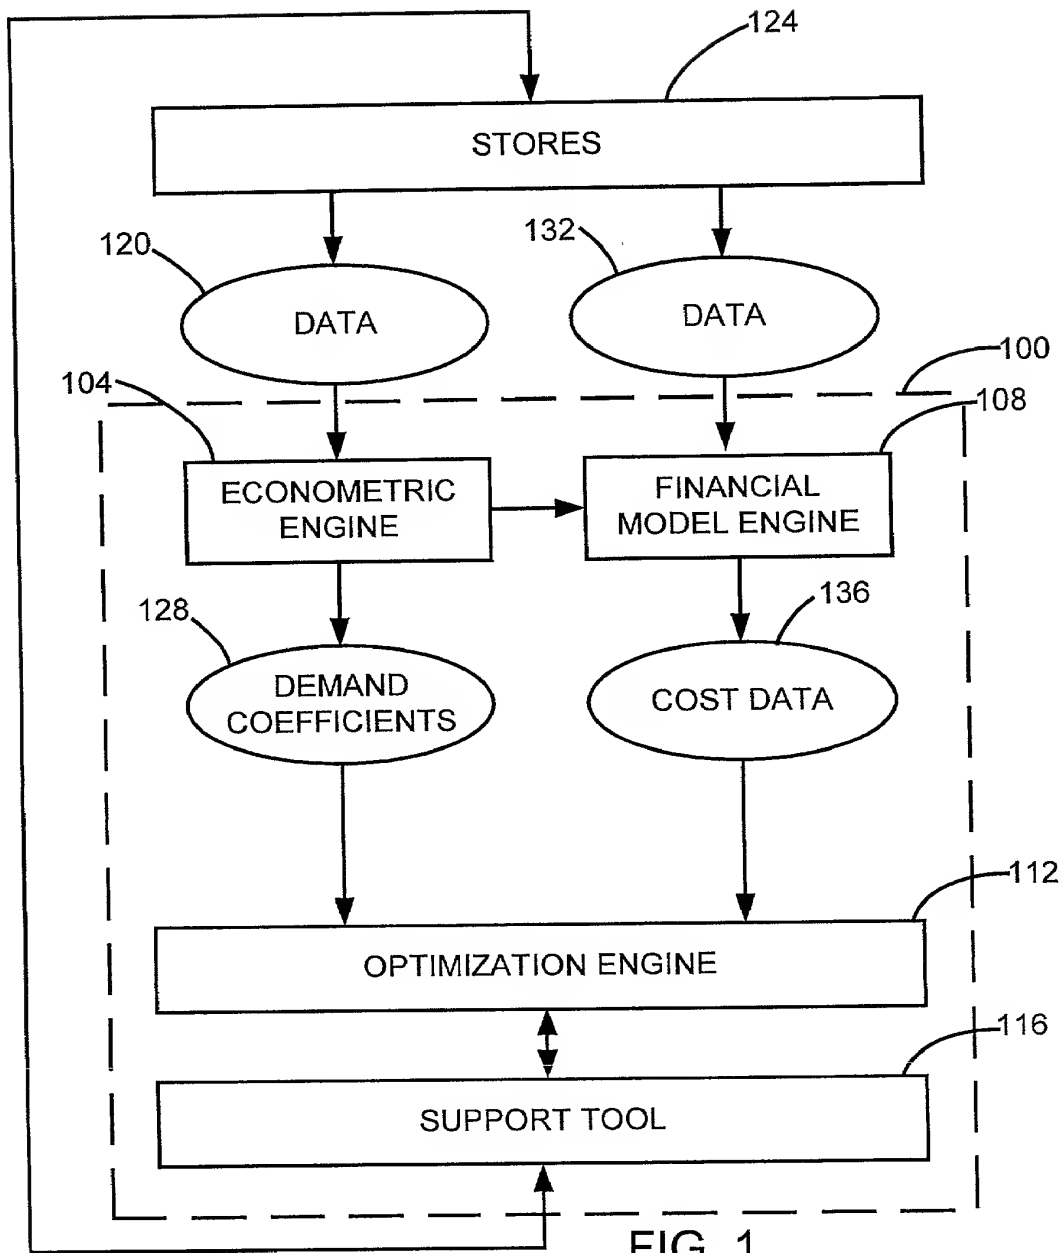 124
STORES
120
132
DATA
DATA
100
104
108
ECONOMETRIC
ENGINE
FINANCIAL
MODEL ENGINE
128
136
DEMAND
COEFFICIENTS
COST DATA
112
OPTIMIZATION ENGINE
116
SUPPORT TOOL
FIG. 1